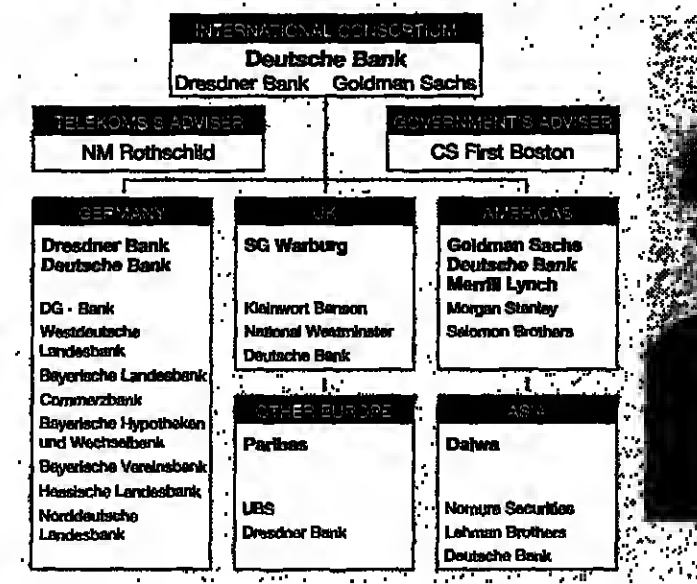 INTERNATIONAL CONSORTIUM
Deutsche Bank
Dresdner Bank Goldman Sachs
TELEKOM'S ADVISER
NM Rothschild
GOVERNMENT'S ADVISER
CS First Boston
GERMANY
Dresdner Bank
Deutsche Bank
DG - Bank
Westdeutsche
Landesbank
Bayerische Landesbank
Commerzbank
Bayerische Hypotheken
und Wechselbank
Bayerische Vereinsbank
Hessische Landesbank
Norddeutsche
Landesbank
UK
SG Warburg
Kleinwort Benson
National Westminster
Deutsche Bank
AMERICAS
Goldman Sachs
Deutsche Bank
Merrill Lynch
Morgan Stanley
Salomon Brothers
OTHER EUROPE
Paribas
UBS
Dresdner Bank
ASIA
Daiwa
Nomura Securities
Lehman Brothers
Deutsche Bank